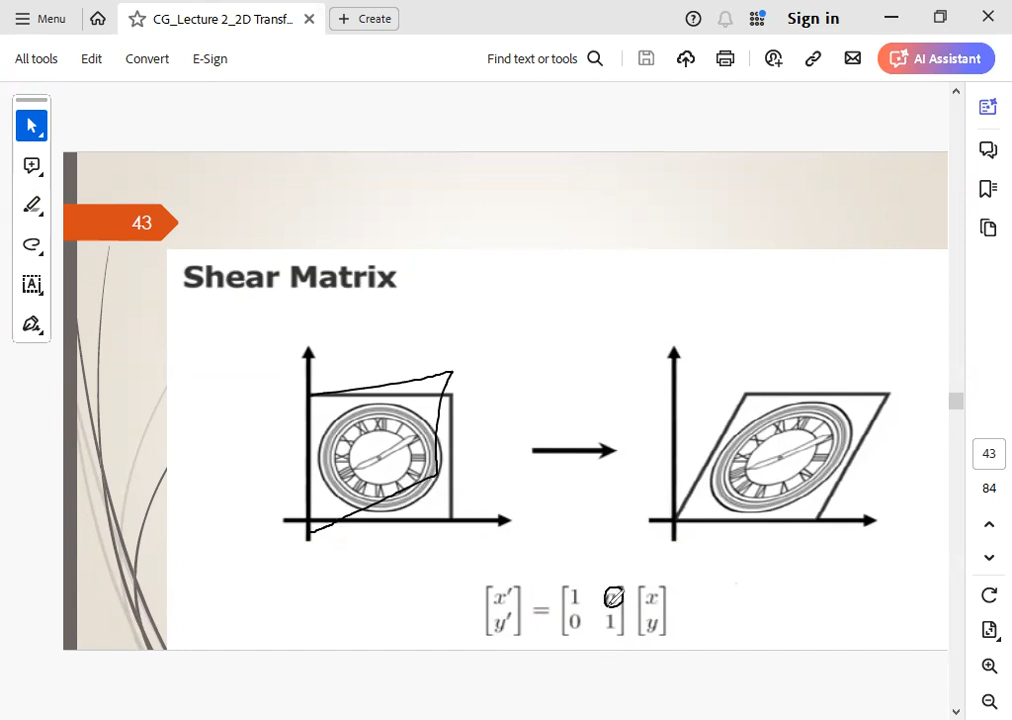 Menu CG_Lecture 2_2D Transf... Create Sign in
All tools Edit Convert E-Sign Find text or tools AI Assistant
43
Shear Matrix
XII
x′ = 1 x
y′ 0 1 y
43
84